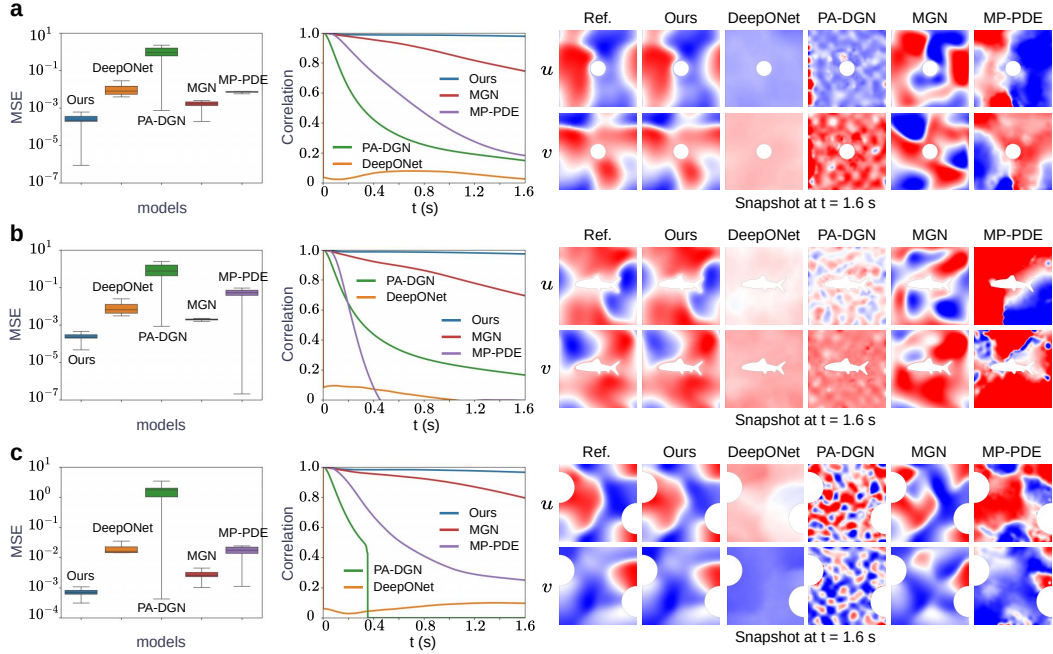 a
10^1
10^-1
10^-3
10^-5
10^-7
MSE
models
Ours
DeepONet
PA-DGN
MGN
MP-PDE
1.0
0.8
0.6
0.4
0.2
0
Correlation
0 0.4 0.8 1.2 1.6
t (s)
Ours
MGN
MP-PDE
PA-DGN
DeepONet
Ref. Ours DeepONet PA-DGN MGN MP-PDE
u
v
Snapshot at t = 1.6 s
b
10^1
10^-1
10^-3
10^-5
10^-7
MSE
models
Ours
DeepONet
PA-DGN
MGN
MP-PDE
1.0
0.8
0.6
0.4
0.2
0
Correlation
0 0.4 0.8 1.2 1.6
t (s)
PA-DGN
DeepONet
Ours
MGN
MP-PDE
Ref. Ours DeepONet PA-DGN MGN MP-PDE
u
v
Snapshot at t = 1.6 s
c
10^1
10^0
10^-1
10^-2
10^-3
10^-4
MSE
models
Ours
DeepONet
PA-DGN
MGN
MP-PDE
1.0
0.8
0.6
0.4
0.2
0
Correlation
0 0.4 0.8 1.2 1.6
t (s)
Ours
MGN
MP-PDE
PA-DGN
DeepONet
Ref. Ours DeepONet PA-DGN MGN MP-PDE
u
v
Snapshot at t = 1.6 s